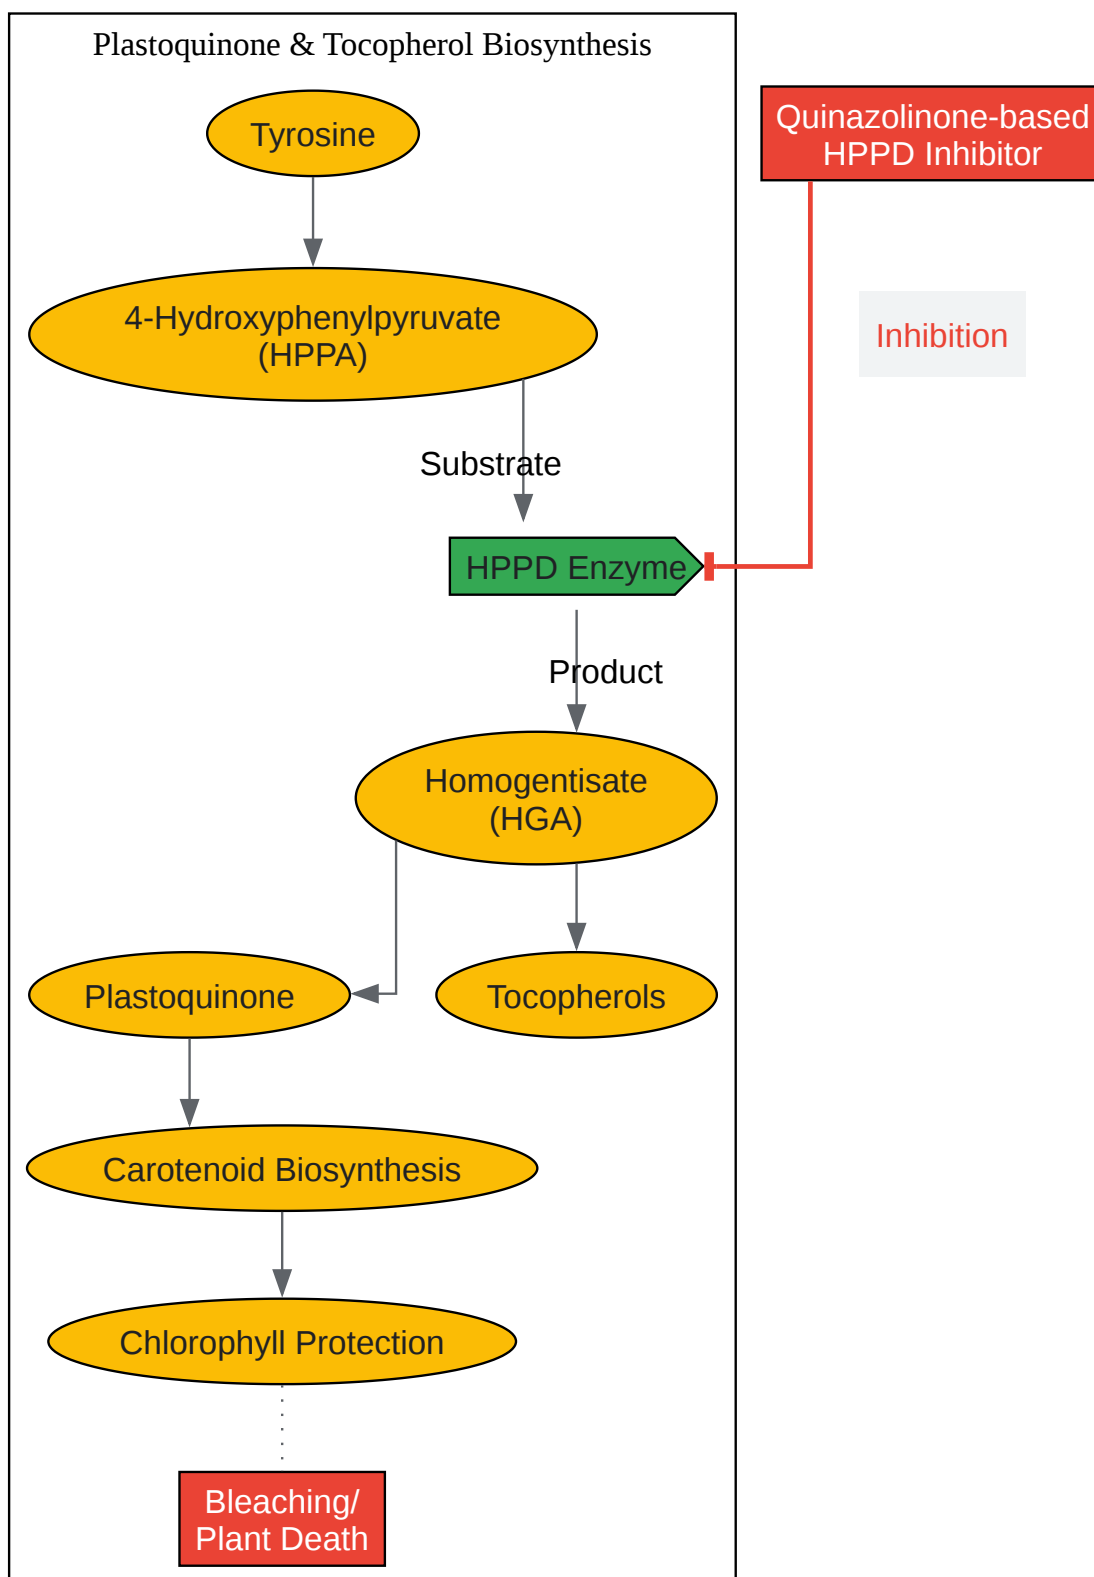 Plastoquinone & Tocopherol Biosynthesis
Tyrosine
Quinazolinone-based
HPPD Inhibitor
4-Hydroxyphenylpyruvate
(HPPA)
Inhibition
Substrate
HPPD Enzyme
Product
Homogentisate
(HGA)
Plastoquinone
Tocopherols
Carotenoid Biosynthesis
Chlorophyll Protection
Bleaching/
Plant Death